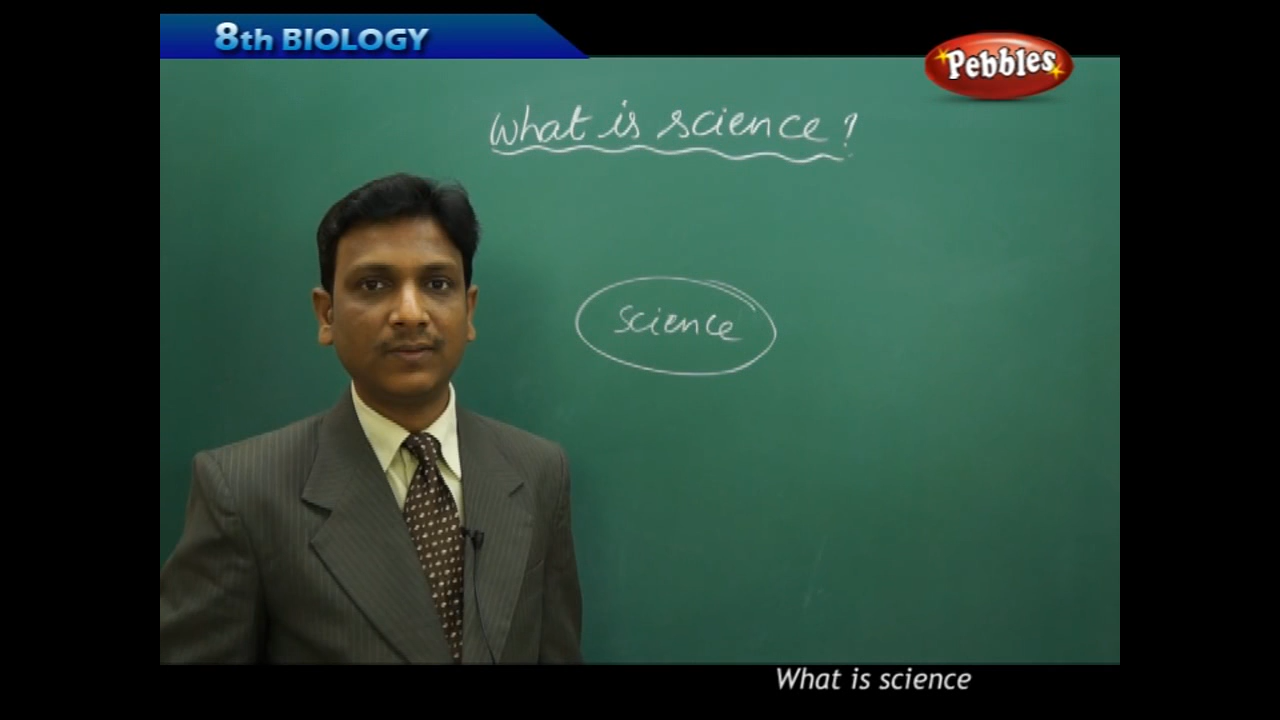 8th BIOLOGY
Pebbles
What is science?
science
What is science